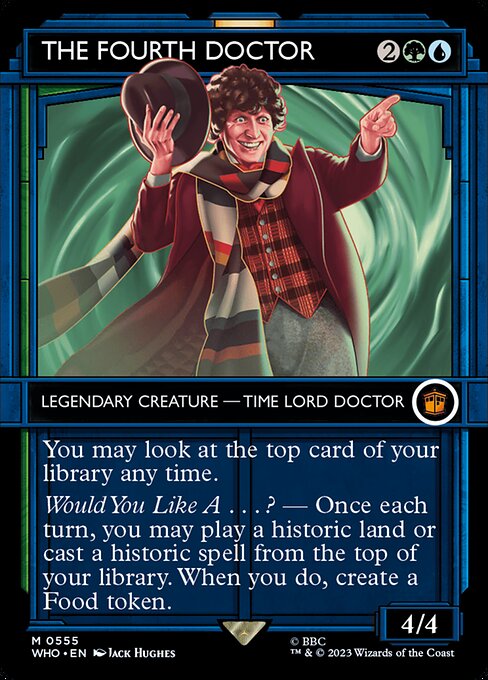 THE FOURTH DOCTOR 2
LEGENDARY CREATURE — TIME LORD DOCTOR
You may look at the top card of your
library any time.
Would You Like A . . . ? — Once each
turn, you may play a historic land or
cast a historic spell from the top of
your library. When you do, create a
Food token.
4/4
M 0555
WHO • EN JACK HUGHES
© BBC
™ & © 2023 Wizards of the Coast